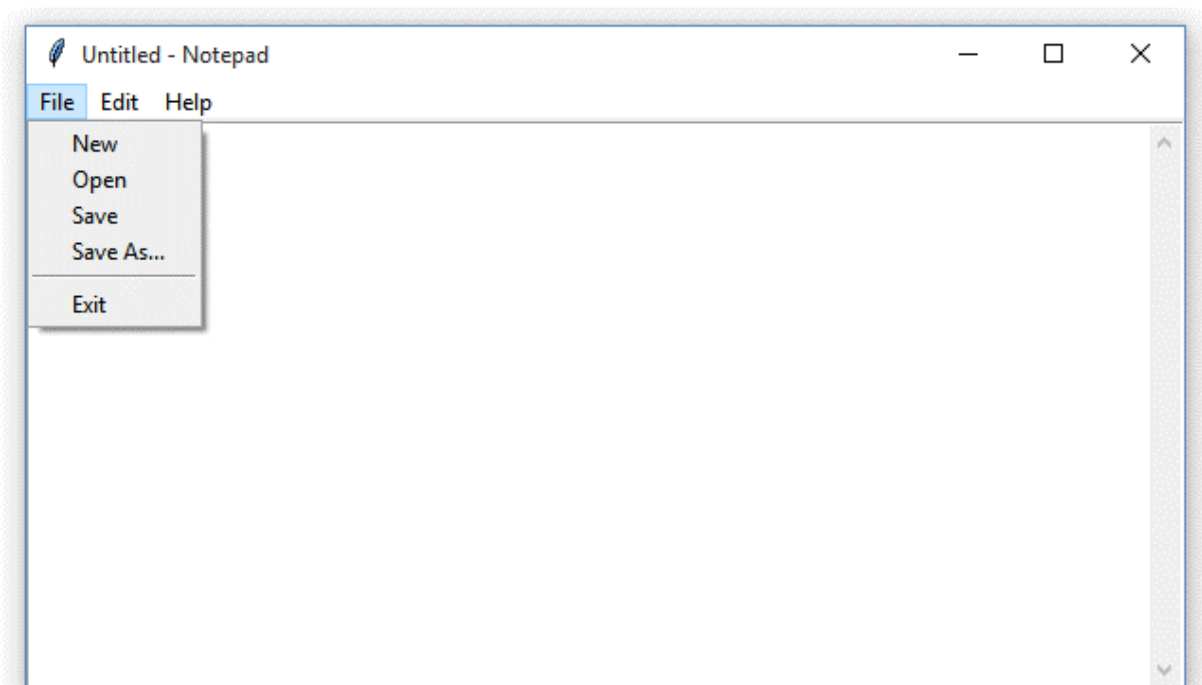 Untitled - Notepad
File Edit Help
New
Open
Save
Save As...
Exit